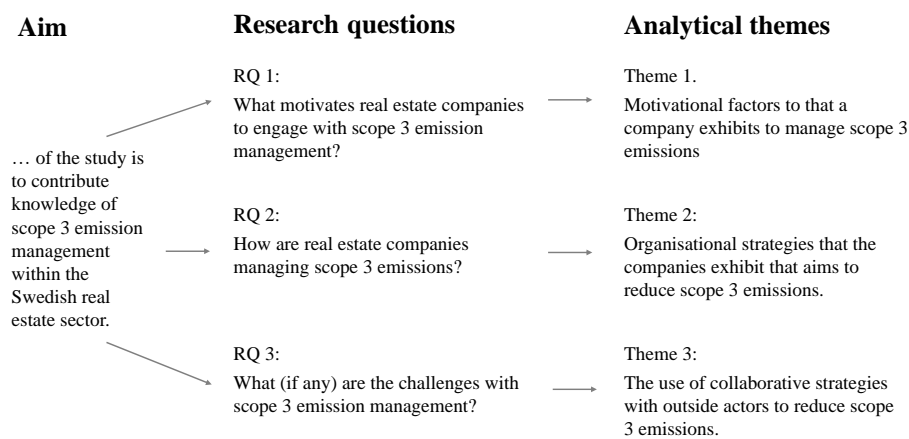 Aim
Research questions
Analytical themes
… of the study is
to contribute
knowledge of
scope 3 emission
management
within the
Swedish real
estate sector.
RQ 1:
What motivates real estate companies
to engage with scope 3 emission
management?
Theme 1.
Motivational factors to that a
company exhibits to manage scope 3
emissions
RQ 2:
How are real estate companies
managing scope 3 emissions?
Theme 2:
Organisational strategies that the
companies exhibit that aims to
reduce scope 3 emissions.
RQ 3:
What (if any) are the challenges with
scope 3 emission management?
Theme 3:
The use of collaborative strategies
with outside actors to reduce scope
3 emissions.